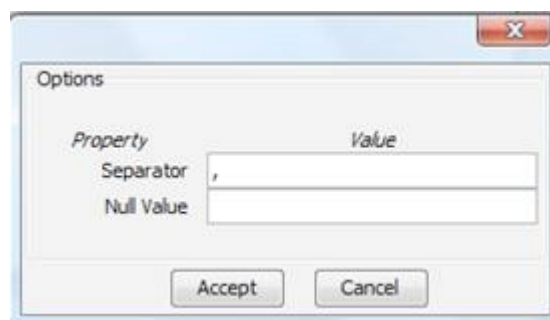 Options
Property Value
Separator ,
Null Value
Accept Cancel